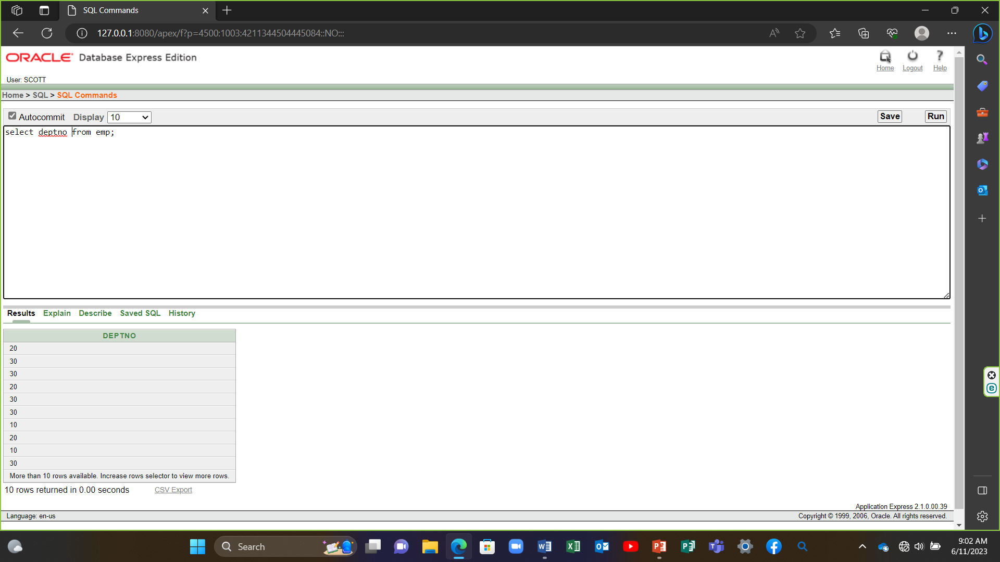 SQL Commands
127.0.0.1:8080/apex/f?p=4500:1003:4211344504445084::NO:::
ORACLE Database Express Edition
Home Logout Help
User: SCOTT
Home > SQL > SQL Commands
Autocommit Display 10 Save Run
select deptno from emp;
Results Explain Describe Saved SQL History
DEPTNO
20
30
30
20
30
30
10
20
10
30
More than 10 rows available. Increase rows selector to view more rows.
10 rows returned in 0.00 seconds CSV Export
Application Express 2.1.0.00.39
Language: en-us Copyright © 1999, 2006, Oracle. All rights reserved.
Search
9:02 AM
6/11/2023